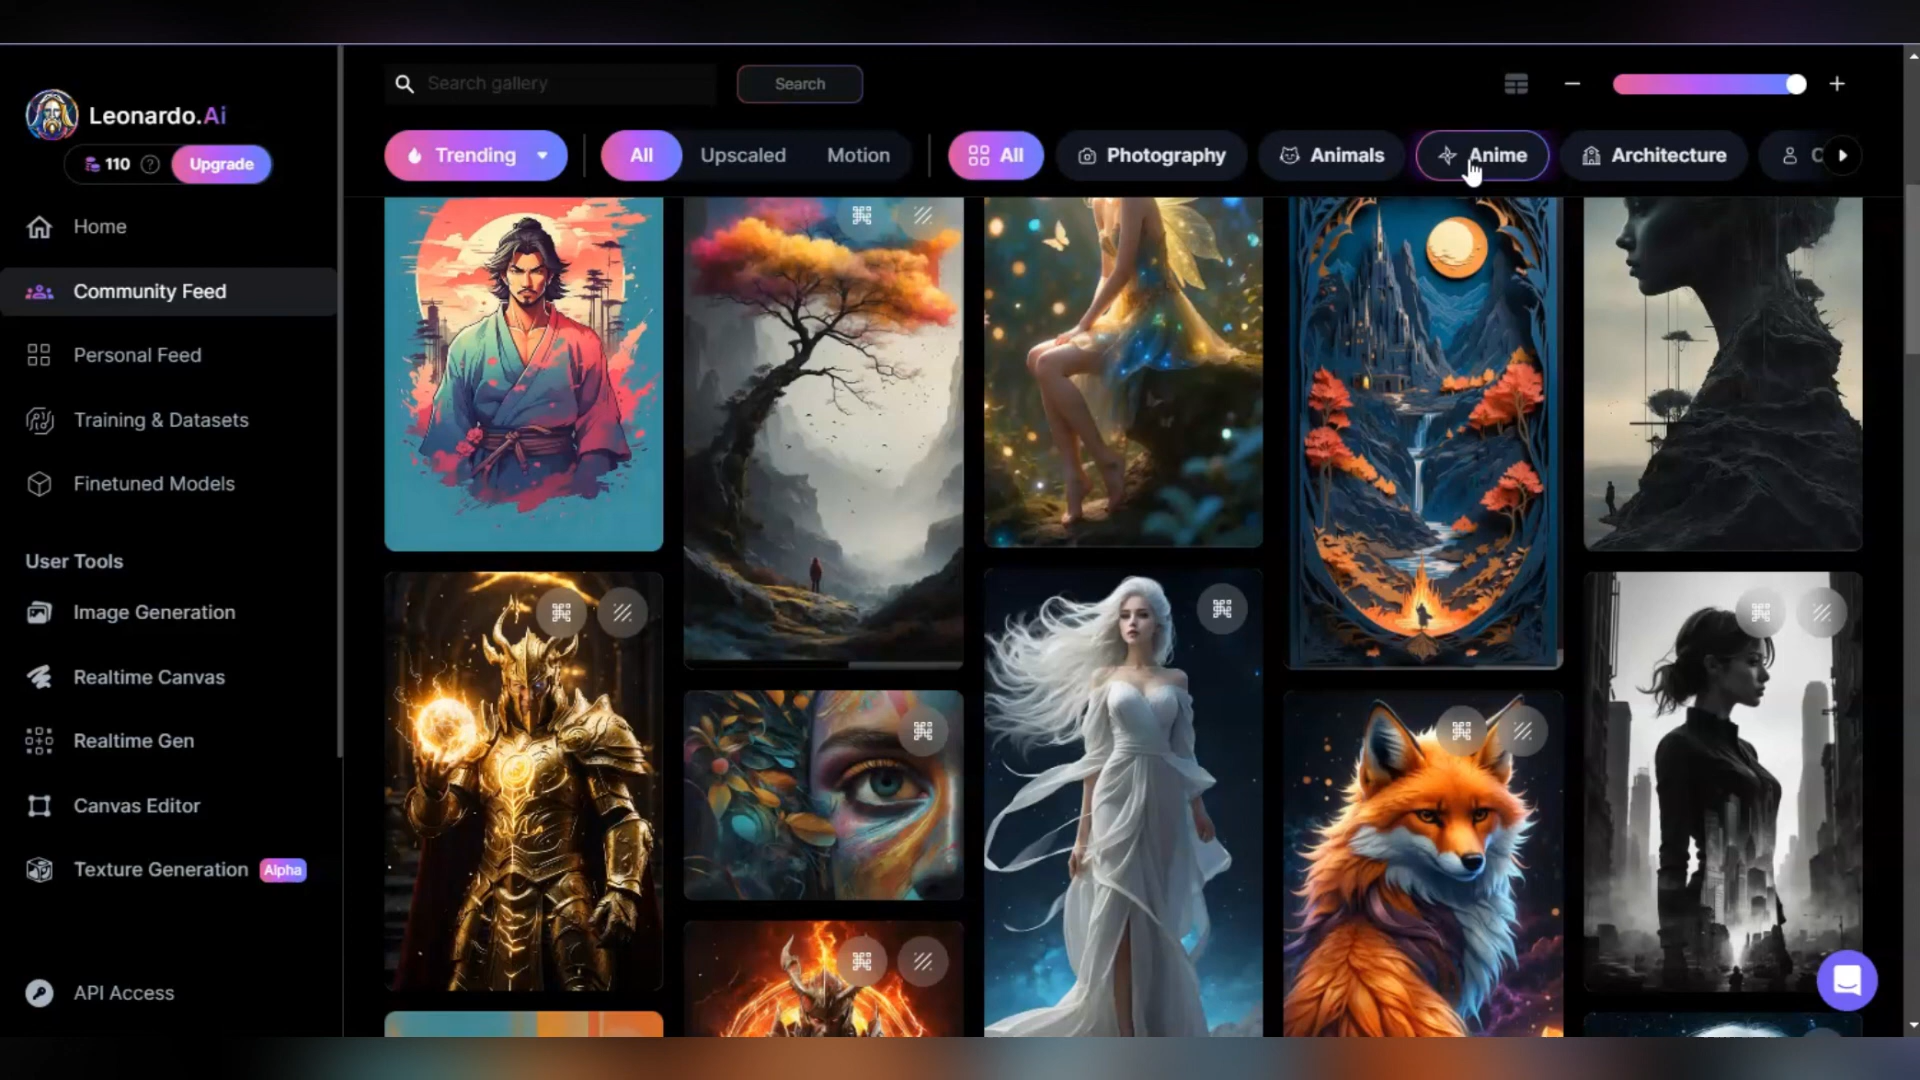 Leonardo.Ai
110 ? Upgrade
Home
Community Feed
Personal Feed
Training & Datasets
Finetuned Models
User Tools
Image Generation
Realtime Canvas
Realtime Gen
Canvas Editor
Texture Generation Alpha
API Access
Search gallery Search
Trending All Upscaled Motion All Photography Animals Anime Architecture